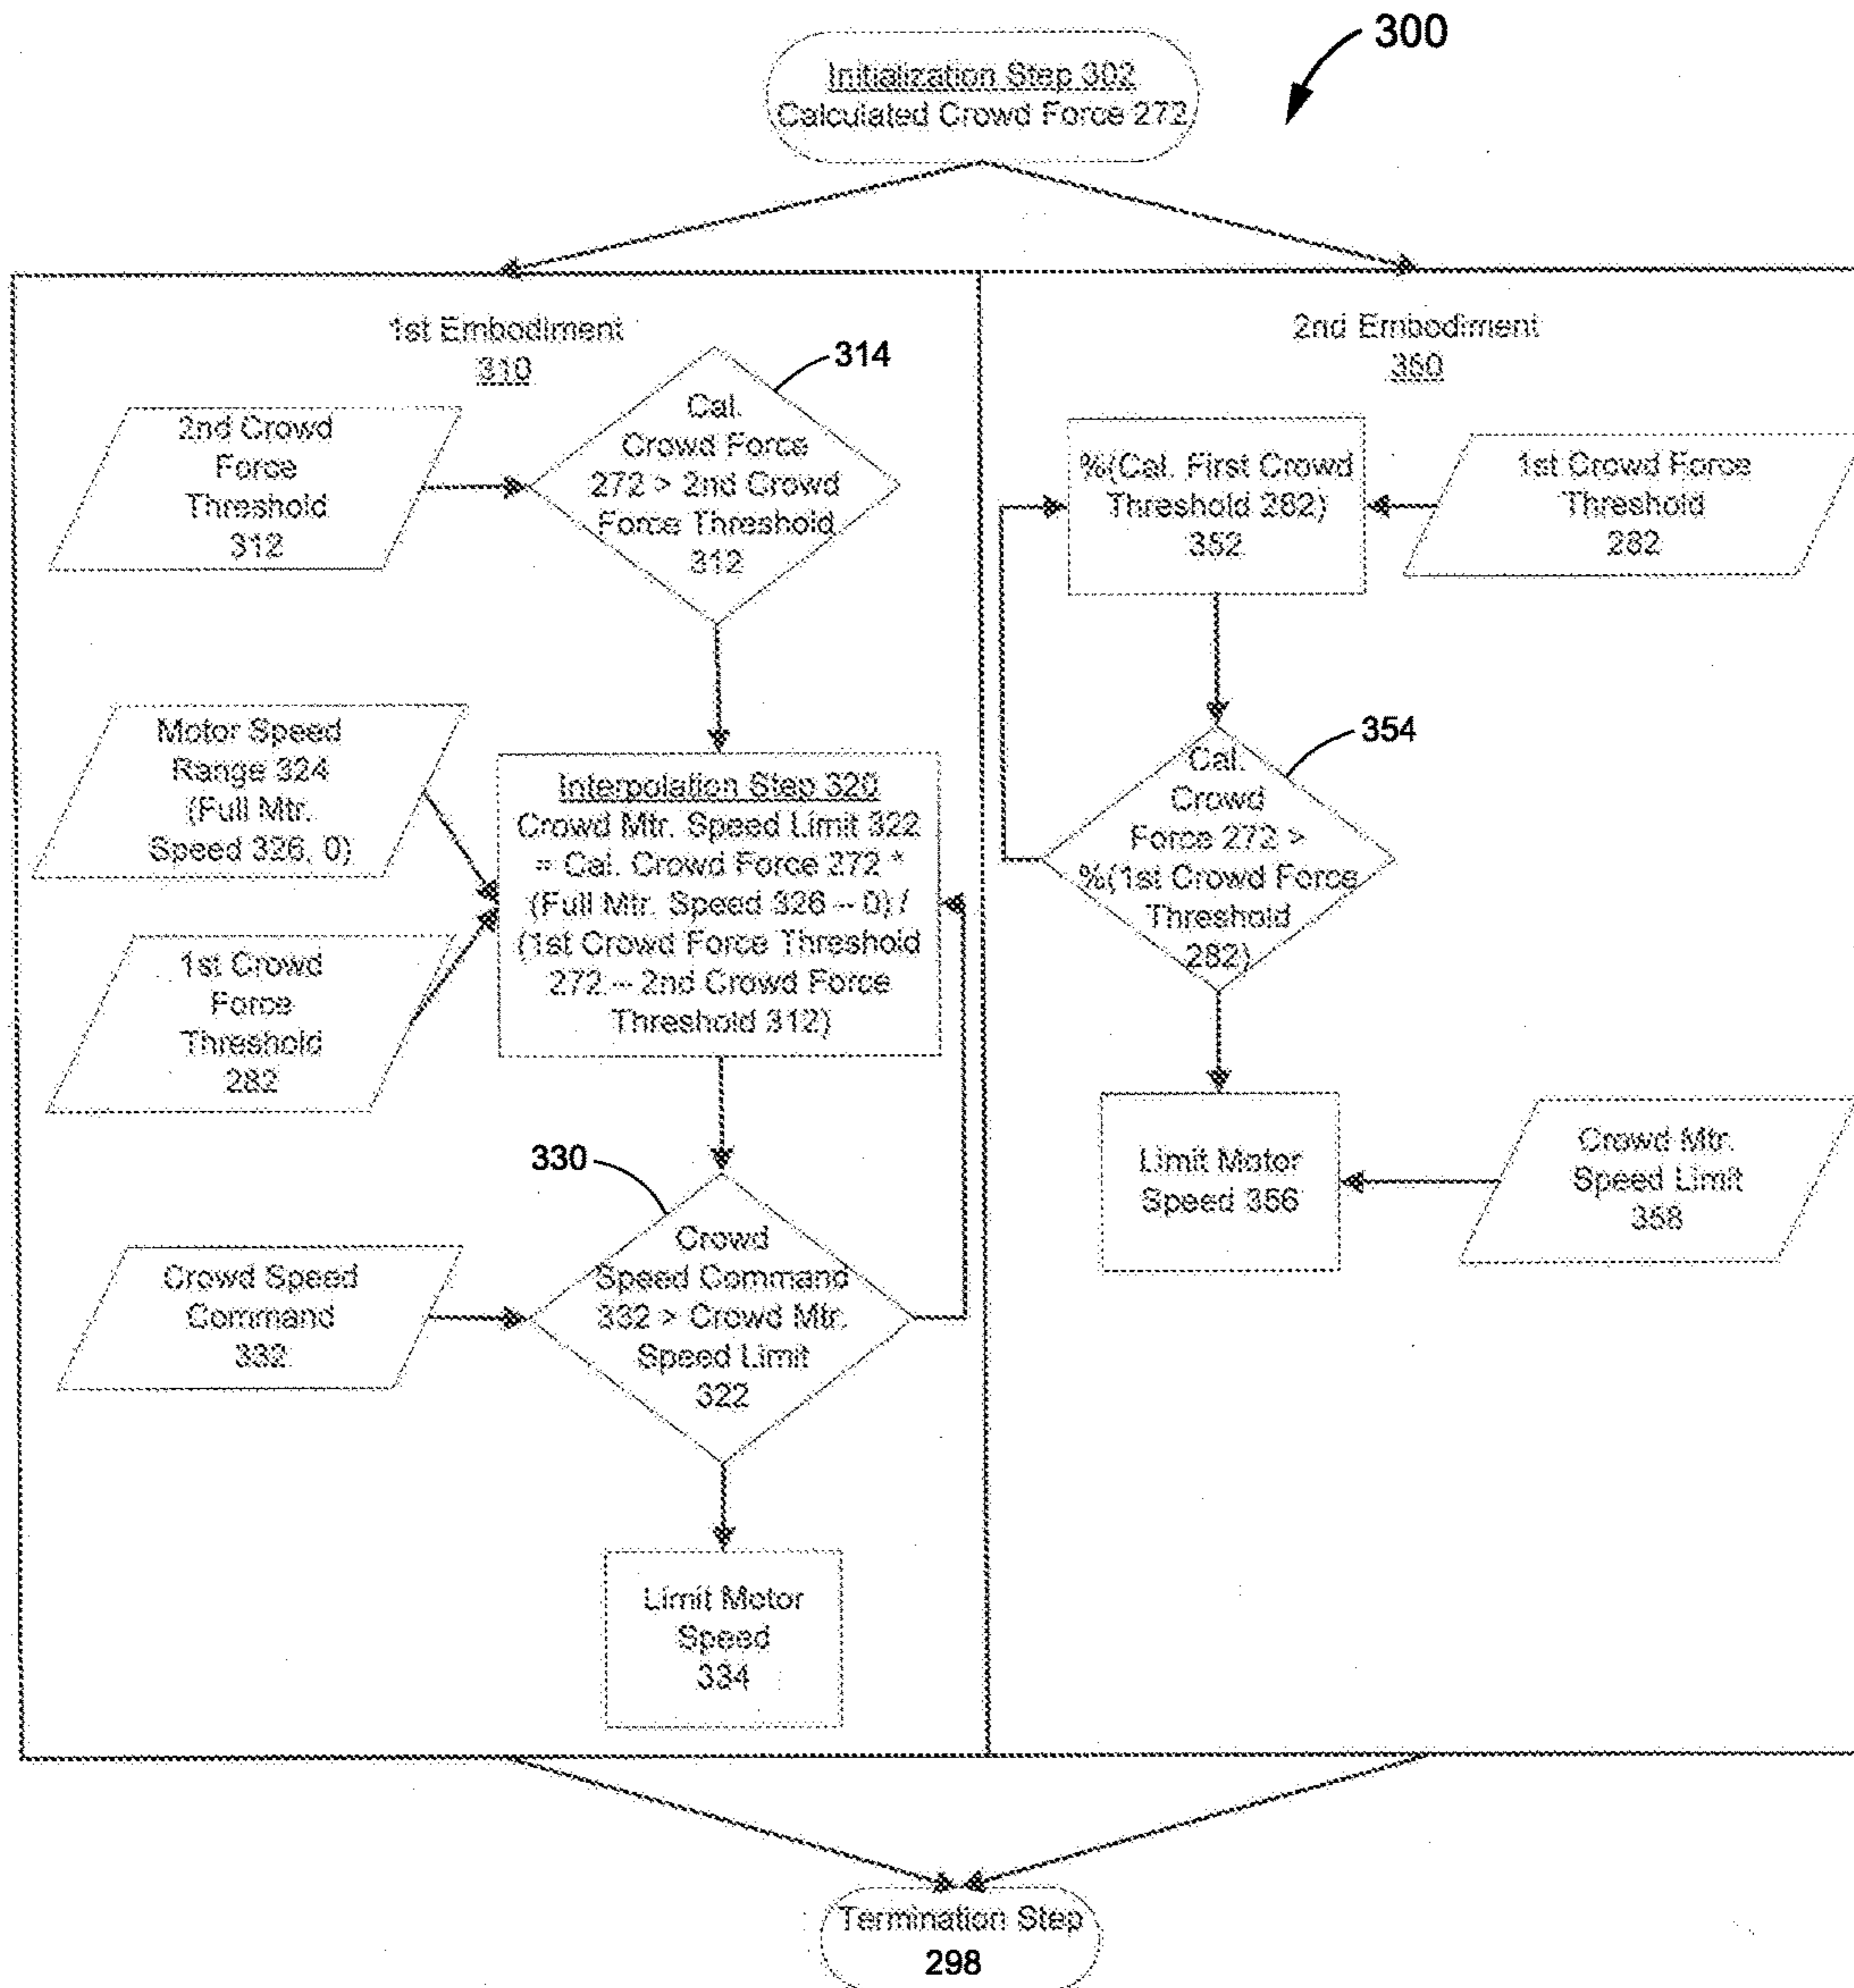 300
Initialization Step 302
Calculated Crowd Force 272
1st Embodiment
310
314
2nd Crowd
Force
Threshold
312
Cal.
Crowd Force
272 > 2nd Crowd
Force Threshold
312
Motor Speed
Range 324
(Full Mtr.
Speed 326, 0)
1st Crowd
Force
Threshold
282
Interpolation Step 320
Crowd Mtr. Speed Limit 322
= Cal. Crowd Force 272 *
(Full Mtr. Speed 326 – 0) /
(1st Crowd Force Threshold
272 – 2nd Crowd Force
Threshold 312)
330
Crowd Speed
Command
332
Crowd
Speed Command
332 > Crowd Mtr.
Speed Limit
322
Limit Motor
Speed
334
2nd Embodiment
350
%(Cal. First Crowd
Threshold 282)
352
1st Crowd Force
Threshold
282
354
Cal.
Crowd
Force 272 >
%(1st Crowd Force
Threshold
282)
Limit Motor
Speed 356
Crowd Mtr.
Speed Limit
358
Termination Step
298